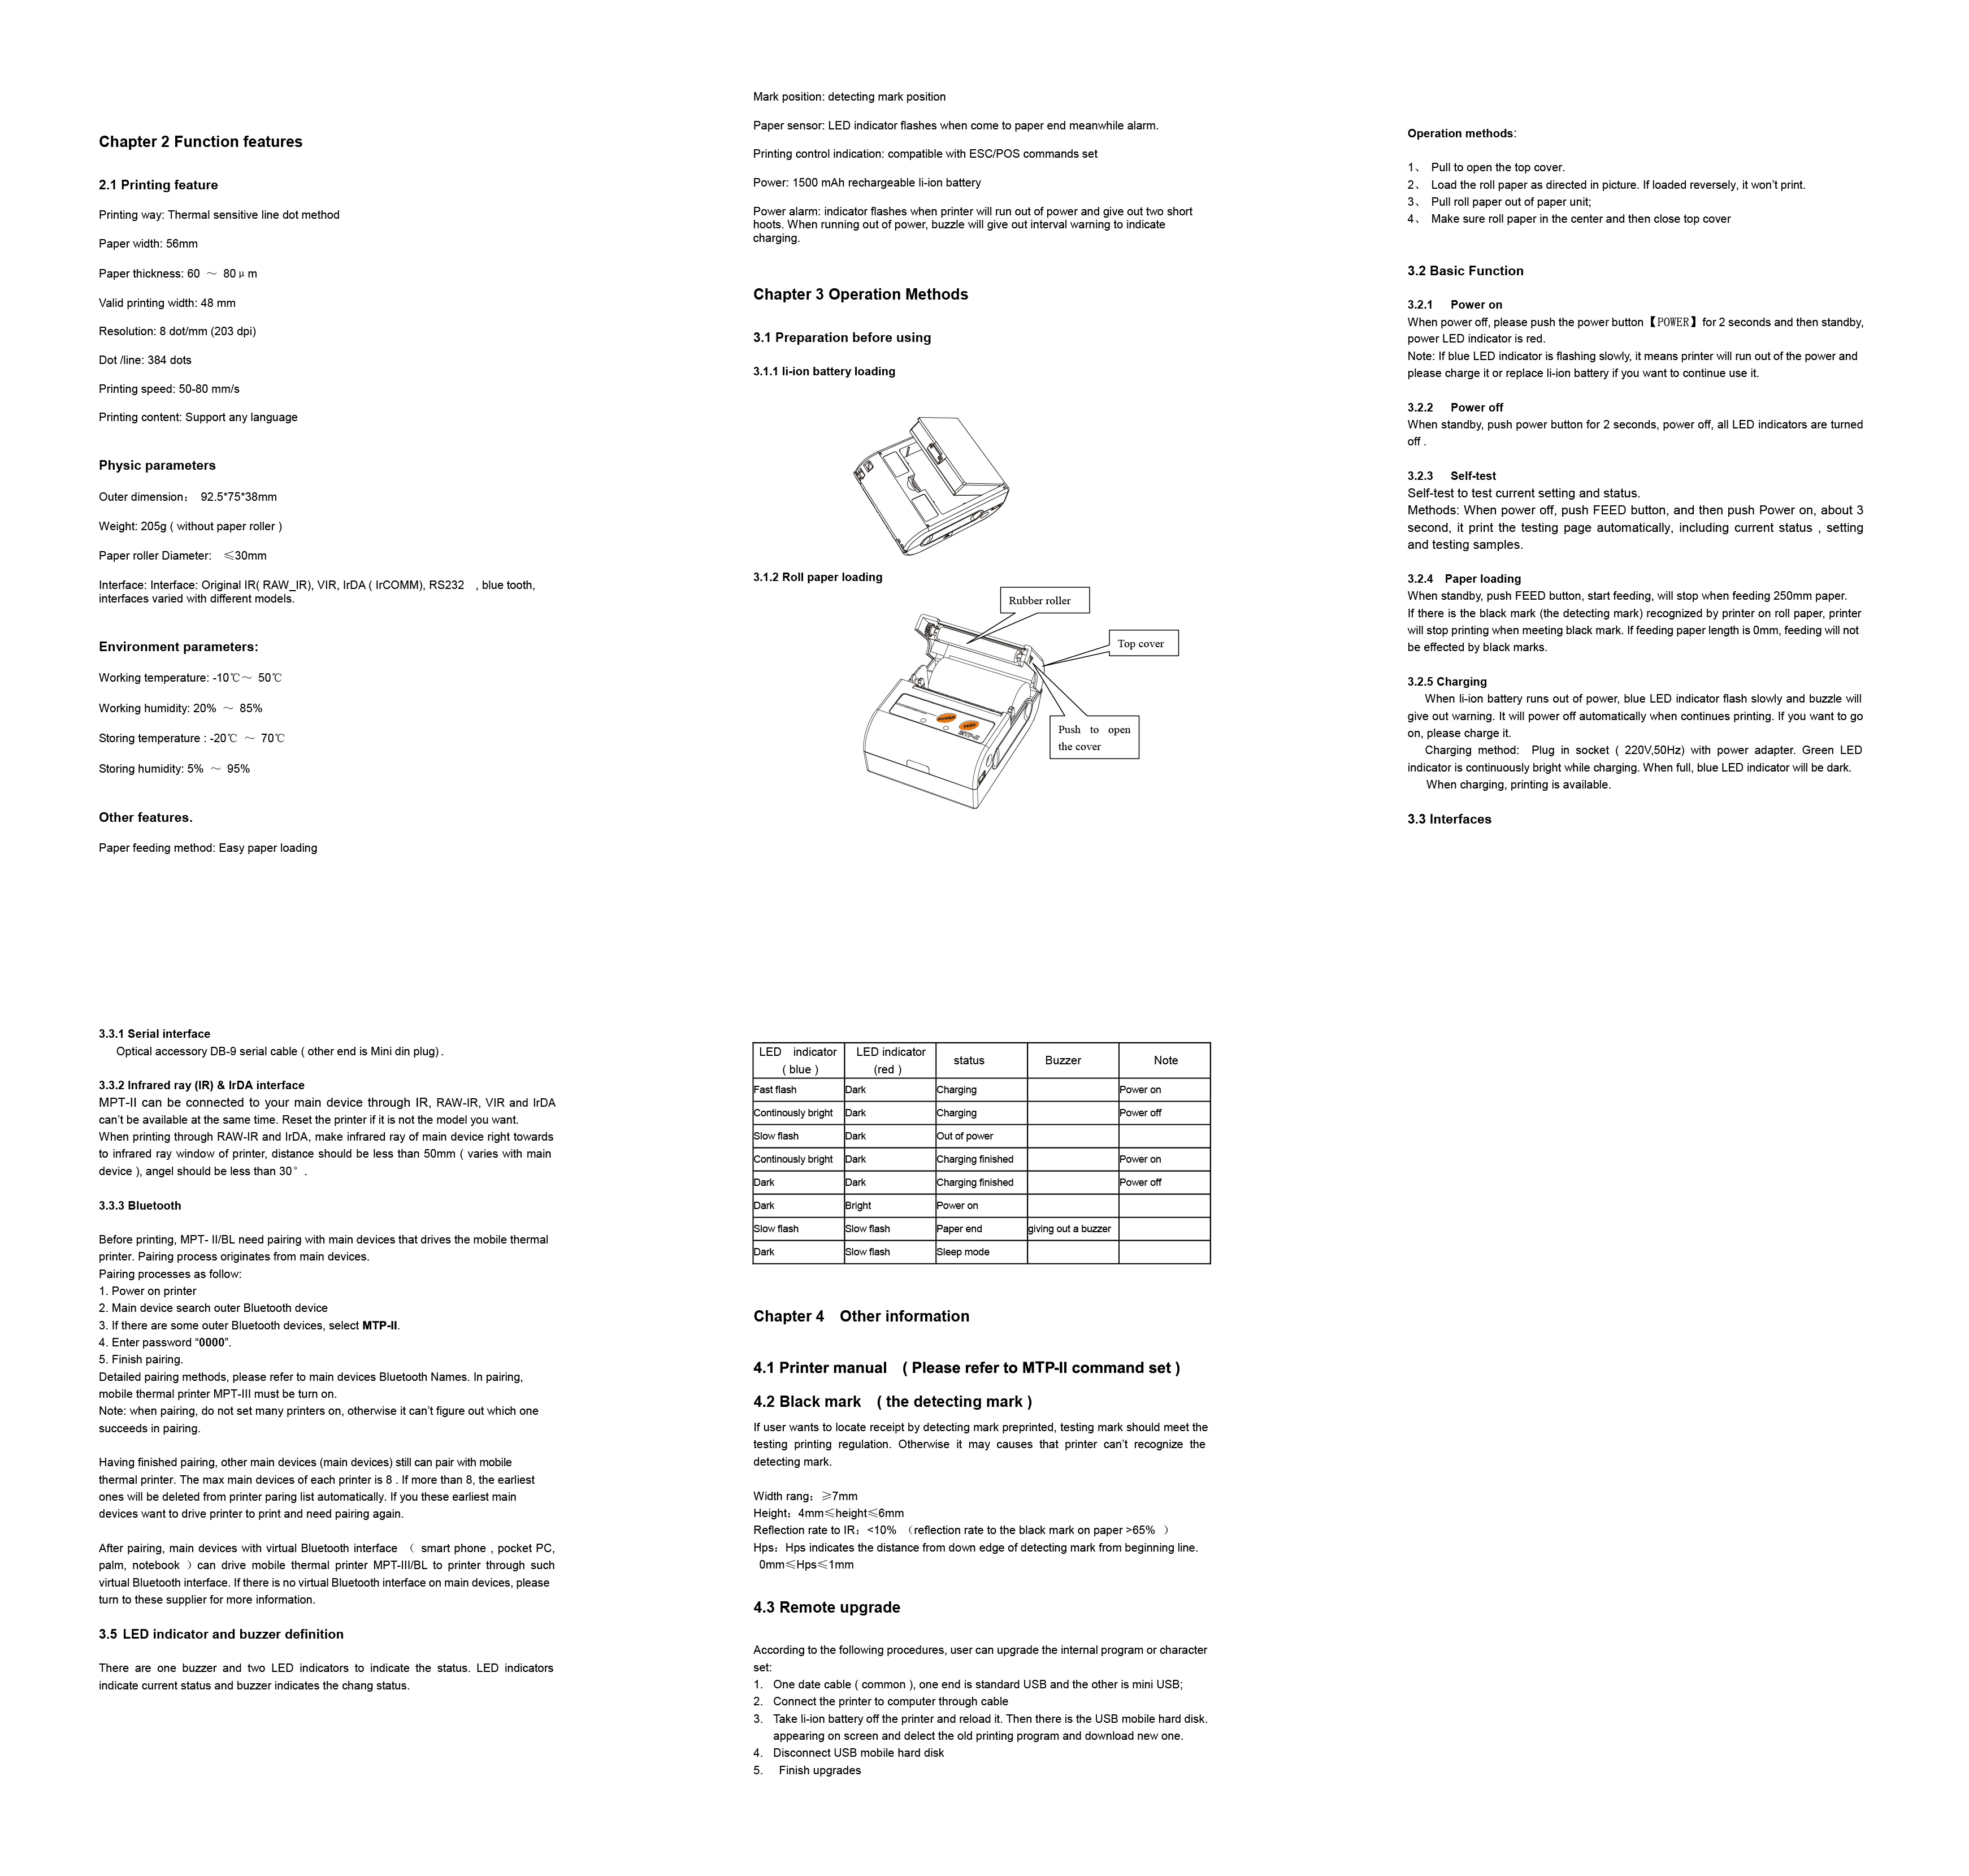 Chapter 2 Function features
2.1 Printing feature
Printing way: Thermal sensitive line dot method
Paper width: 56mm
Paper thickness: 60 ～ 80μm
Valid printing width: 48 mm
Resolution: 8 dot/mm (203 dpi)
Dot /line: 384 dots
Printing speed: 50-80 mm/s
Printing content: Support any language
Physic parameters
Outer dimension： 92.5*75*38mm
Weight: 205g ( without paper roller )
Paper roller Diameter: ≤30mm
Interface: Interface: Original IR( RAW_IR), VIR, IrDA ( IrCOMM), RS232 , blue tooth,
interfaces varied with different models.
Environment parameters:
Working temperature: -10℃～ 50℃
Working humidity: 20% ～ 85%
Storing temperature : -20℃ ～ 70℃
Storing humidity: 5% ～ 95%
Other features.
Paper feeding method: Easy paper loading
Mark position: detecting mark position
Paper sensor: LED indicator flashes when come to paper end meanwhile alarm.
Printing control indication: compatible with ESC/POS commands set
Power: 1500 mAh rechargeable li-ion battery
Power alarm: indicator flashes when printer will run out of power and give out two short
hoots. When running out of power, buzzle will give out interval warning to indicate
charging.
Chapter 3 Operation Methods
3.1 Preparation before using
3.1.1 li-ion battery loading
3.1.2 Roll paper loading
Rubber roller
Top cover
Push to open
the cover
POWER
FEED
MTP-II
Operation methods:
1、 Pull to open the top cover.
2、 Load the roll paper as directed in picture. If loaded reversely, it won't print.
3、 Pull roll paper out of paper unit;
4、 Make sure roll paper in the center and then close top cover
3.2 Basic Function
3.2.1 Power on
When power off, please push the power button【POWER】for 2 seconds and then standby,
power LED indicator is red.
Note: If blue LED indicator is flashing slowly, it means printer will run out of the power and
please charge it or replace li-ion battery if you want to continue use it.
3.2.2 Power off
When standby, push power button for 2 seconds, power off, all LED indicators are turned
off .
3.2.3 Self-test
Self-test to test current setting and status.
Methods: When power off, push FEED button, and then push Power on, about 3
second, it print the testing page automatically, including current status , setting
and testing samples.
3.2.4 Paper loading
When standby, push FEED button, start feeding, will stop when feeding 250mm paper.
If there is the black mark (the detecting mark) recognized by printer on roll paper, printer
will stop printing when meeting black mark. If feeding paper length is 0mm, feeding will not
be effected by black marks.
3.2.5 Charging
When li-ion battery runs out of power, blue LED indicator flash slowly and buzzle will
give out warning. It will power off automatically when continues printing. If you want to go
on, please charge it.
Charging method: Plug in socket ( 220V,50Hz) with power adapter. Green LED
indicator is continuously bright while charging. When full, blue LED indicator will be dark.
When charging, printing is available.
3.3 Interfaces
3.3.1 Serial interface
Optical accessory DB-9 serial cable ( other end is Mini din plug) .
3.3.2 Infrared ray (IR) & IrDA interface
MPT-II can be connected to your main device through IR, RAW-IR, VIR and IrDA
can't be available at the same time. Reset the printer if it is not the model you want.
When printing through RAW-IR and IrDA, make infrared ray of main device right towards
to infrared ray window of printer, distance should be less than 50mm ( varies with main
device ), angel should be less than 30° .
3.3.3 Bluetooth
Before printing, MPT- II/BL need pairing with main devices that drives the mobile thermal
printer. Pairing process originates from main devices.
Pairing processes as follow:
1. Power on printer
2. Main device search outer Bluetooth device
3. If there are some outer Bluetooth devices, select MTP-II.
4. Enter password “0000”.
5. Finish pairing.
Detailed pairing methods, please refer to main devices Bluetooth Names. In pairing,
mobile thermal printer MPT-III must be turn on.
Note: when pairing, do not set many printers on, otherwise it can't figure out which one
succeeds in pairing.
Having finished pairing, other main devices (main devices) still can pair with mobile
thermal printer. The max main devices of each printer is 8 . If more than 8, the earliest
ones will be deleted from printer paring list automatically. If you these earliest main
devices want to drive printer to print and need pairing again.
After pairing, main devices with virtual Bluetooth interface （ smart phone , pocket PC,
palm, notebook ）can drive mobile thermal printer MPT-III/BL to printer through such
virtual Bluetooth interface. If there is no virtual Bluetooth interface on main devices, please
turn to these supplier for more information.
3.5 LED indicator and buzzer definition
There are one buzzer and two LED indicators to indicate the status. LED indicators
indicate current status and buzzer indicates the chang status.
LED indicator ( blue ) LED indicator (red ) status Buzzer Note
Fast flash Dark Charging Power on
Continously bright Dark Charging Power off
Slow flash Dark Out of power
Continously bright Dark Charging finished Power on
Dark Dark Charging finished Power off
Dark Bright Power on
Slow flash Slow flash Paper end giving out a buzzer
Dark Slow flash Sleep mode
Chapter 4 Other information
4.1 Printer manual ( Please refer to MTP-II command set )
4.2 Black mark ( the detecting mark )
If user wants to locate receipt by detecting mark preprinted, testing mark should meet the
testing printing regulation. Otherwise it may causes that printer can't recognize the
detecting mark.
Width rang：≥7mm
Height：4mm≤height≤6mm
Reflection rate to IR：<10% （reflection rate to the black mark on paper >65% ）
Hps：Hps indicates the distance from down edge of detecting mark from beginning line.
0mm≤Hps≤1mm
4.3 Remote upgrade
According to the following procedures, user can upgrade the internal program or character
set:
1. One date cable ( common ), one end is standard USB and the other is mini USB;
2. Connect the printer to computer through cable
3. Take li-ion battery off the printer and reload it. Then there is the USB mobile hard disk.
appearing on screen and delect the old printing program and download new one.
4. Disconnect USB mobile hard disk
5. Finish upgrades